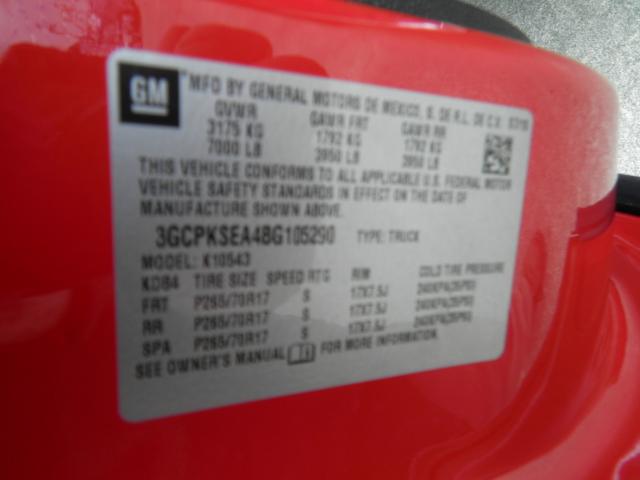 GM
MFD BY GENERAL MOTORS DE MEXICO, S. DE R.L. DE C.V.
GVWR GAWR FRT GAWR RR
3175 KG 1792 KG 1792 KG
7000 LB 3950 LB 3950 LB
THIS VEHICLE CONFORMS TO ALL APPLICABLE U.S. FEDERAL MOTOR
VEHICLE SAFETY STANDARDS IN EFFECT ON THE DATE OF
MANUFACTURE SHOWN ABOVE.
3GCPKSEA4BG105290 TYPE: TRUCK
MODEL: K10543
KDB4 TIRE SIZE SPEED RTG RIM COLD TIRE PRESSURE
FRT P265/70R17 S 17X7.5J 240KPA(35PSI)
RR P265/70R17 S 17X7.5J 240KPA(35PSI)
SPA P265/70R17 S 17X7.5J 240KPA(35PSI)
SEE OWNER'S MANUAL FOR MORE INFORMATION.